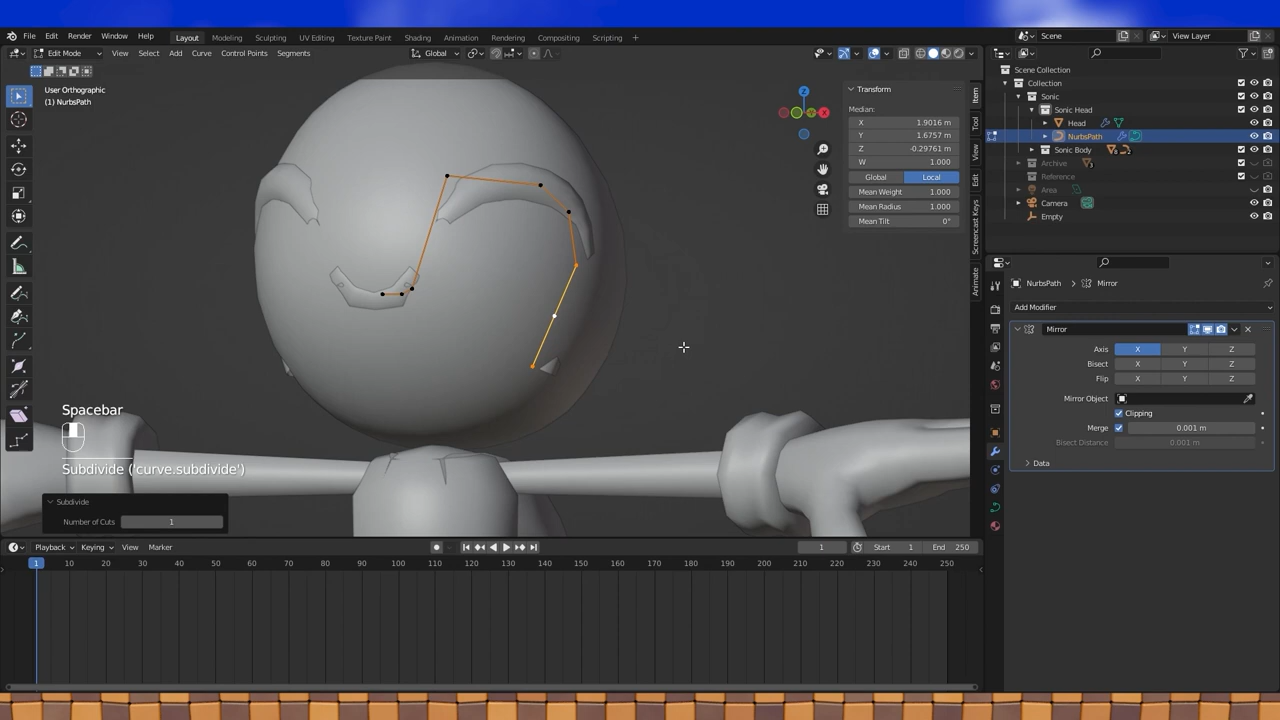 File Edit Render Window Help Layout Modeling Sculpting UV Editing Texture Paint Shading Animation Rendering Compositing Scripting + Scene View Layer
Edit Mode View Select Add Curve Control Points Segments Global
User Orthographic
(1) NurbsPath
Z
X
Transform
Median:
X 1.9016 m
Y 1.6757 m
Z -0.29761 m
W 1.000
Global Local
Mean Weight 1.000
Mean Radius 1.000
Mean Tilt 0°
Item
Tool
View
Edit
Screencast Keys
Animate
Spacebar
Subdivide ('curve.subdivide')
Subdivide
Number of Cuts 1
Scene Collection
Collection
Sonic
Sonic Head
Head
NurbsPath
Sonic Body
Archive
Reference
Area
Camera
Empty
NurbsPath > Mirror
Add Modifier
Mirror
Axis X Y Z
Bisect X Y Z
Flip X Y Z
Mirror Object
Clipping
Merge 0.001 m
Bisect Distance 0.001 m
Data
Playback Keying View Marker 1 Start 1 End 250
1 10 20 30 40 50 60 70 80 90 100 110 120 130 140 150 160 170 180 190 200 210 220 230 240 250